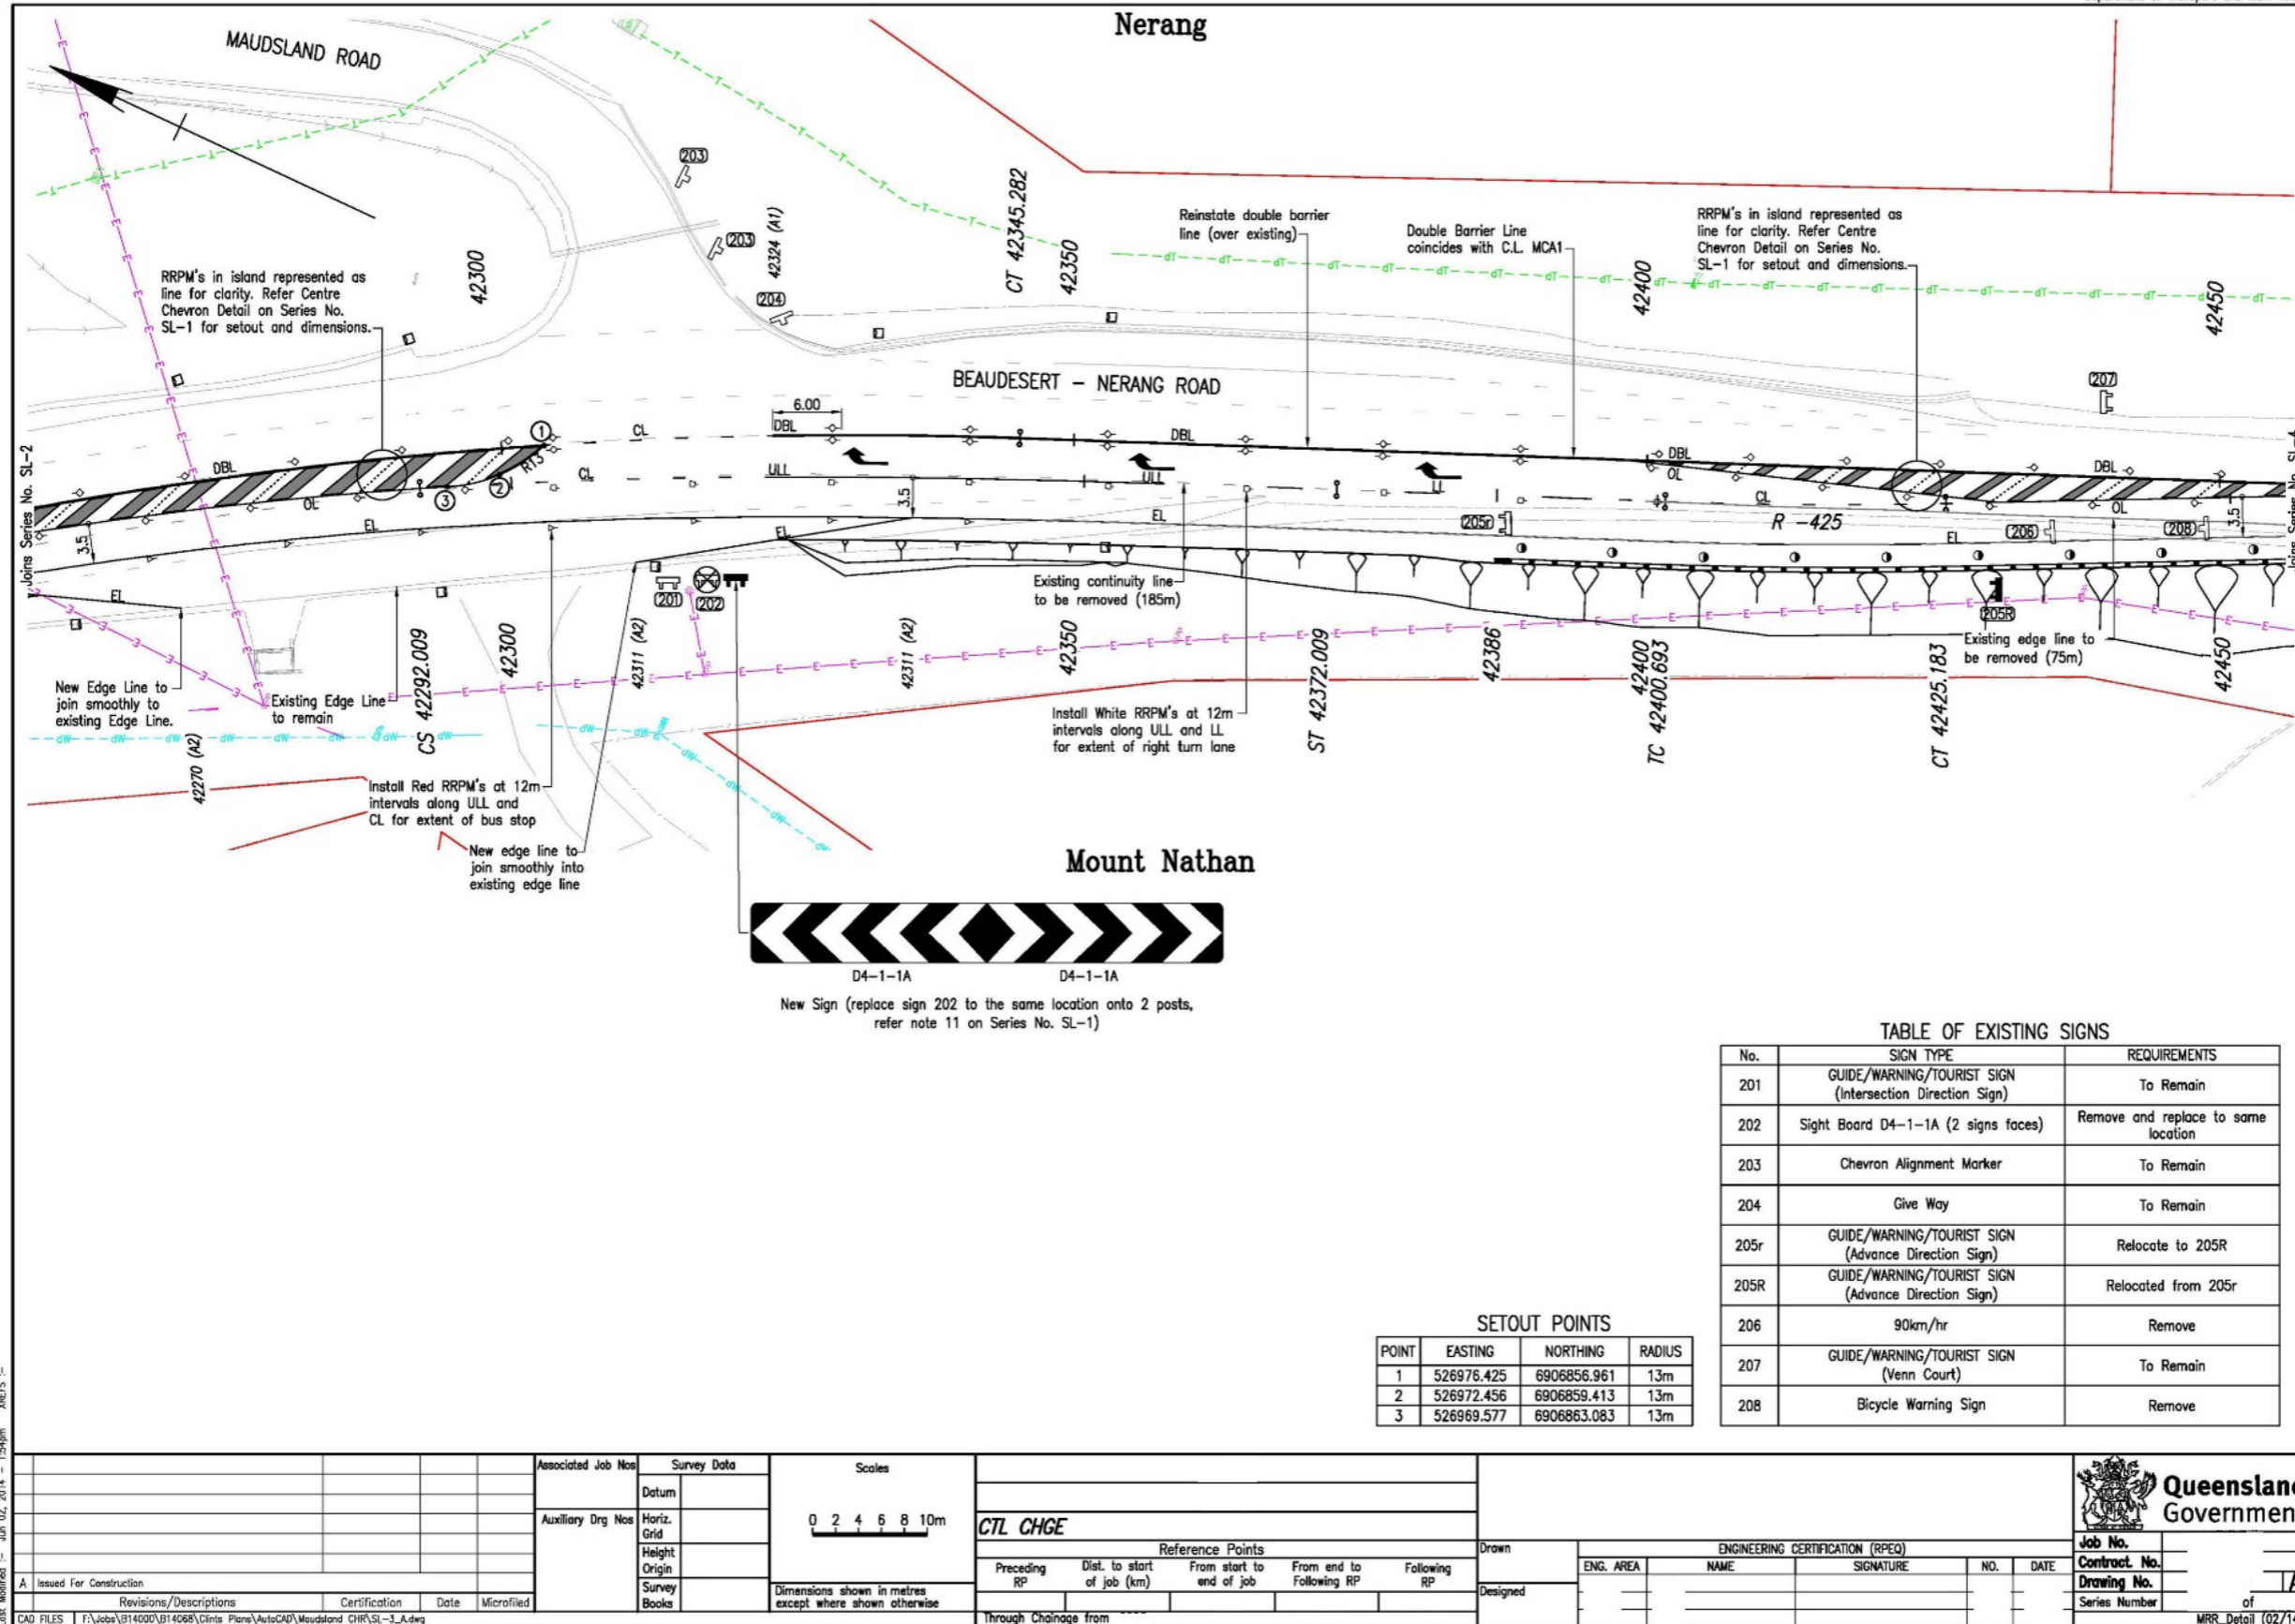 Nerang
MAUDSLAND ROAD
203
203
204
42324 (A1)
CT 42345.282
42350
42300
Reinstate double barrier
line (over existing)
Double Barrier Line
coincides with C.L. MCA1
RRPM's in island represented as
line for clarity. Refer Centre
Chevron Detail on Series No.
SL-1 for setout and dimensions.
42400
42450
RRPM's in island represented as
line for clarity. Refer Centre
Chevron Detail on Series No.
SL-1 for setout and dimensions.
BEAUDESERT - NERANG ROAD
207
6.00
Joins Series No. SL-2
DBL
OL
EL
3.5
EL
1
2
3
R13
CL
CL
DBL
ULL
3.5
DBL
ULL
LL
EL
EL
DBL
OL
CL
R -425
205r
206
208
EL
DBL
OL
3.5
201
202
205R
Existing continuity line
to be removed (185m)
Existing edge line to
be removed (75m)
New Edge Line to
join smoothly to
existing Edge Line.
Existing Edge Line
to remain
42270 (A2)
CS 42292.009
42300
42311 (A2)
42311 (A2)
42350
ST 42372.009
42386
42400
TC 42400.693
CT 42425.183
42450
Install White RRPM's at 12m
intervals along ULL and LL
for extent of right turn lane
Install Red RRPM's at 12m
intervals along ULL and
CL for extent of bus stop
New edge line to
join smoothly into
existing edge line
Mount Nathan
D4-1-1A D4-1-1A
New Sign (replace sign 202 to the same location onto 2 posts,
refer note 11 on Series No. SL-1)
TABLE OF EXISTING SIGNS
No. SIGN TYPE REQUIREMENTS
201 GUIDE/WARNING/TOURIST SIGN
(Intersection Direction Sign) To Remain
202 Sight Board D4-1-1A (2 signs faces) Remove and replace to same
location
203 Chevron Alignment Marker To Remain
204 Give Way To Remain
205r GUIDE/WARNING/TOURIST SIGN
(Advance Direction Sign) Relocate to 205R
205R GUIDE/WARNING/TOURIST SIGN
(Advance Direction Sign) Relocated from 205r
206 90km/hr Remove
207 GUIDE/WARNING/TOURIST SIGN
(Venn Court) To Remain
208 Bicycle Warning Sign Remove
SETOUT POINTS
POINT EASTING NORTHING RADIUS
1 526976.425 6906856.961 13m
2 526972.456 6906859.413 13m
3 526969.577 6906863.083 13m
A Issued For Construction
Revisions/Descriptions Certification Date Microfiled
Associated Job Nos
Auxiliary Drg Nos
Survey Data
Datum
Horiz.
Grid
Height
Origin
Survey
Books
Scales
0 2 4 6 8 10m
Dimensions shown in metres
except where shown otherwise
CTL CHGE
Reference Points
Preceding
RP
Dist. to start
of job (km)
From start to
end of job
From end to
Following RP
Following
RP
Through Chainage from
Drawn
Designed
ENGINEERING CERTIFICATION (RPEQ)
ENG. AREA NAME SIGNATURE NO. DATE
Queensland
Government
Job No.
Contract. No.
Drawing No.
Series Number of
MRR_Detail (02/1
CAD FILES F:\Jobs\B14000\B14068\Clints Plans\AutoCAD\Maudsland CHR\SL-3_A.dwg